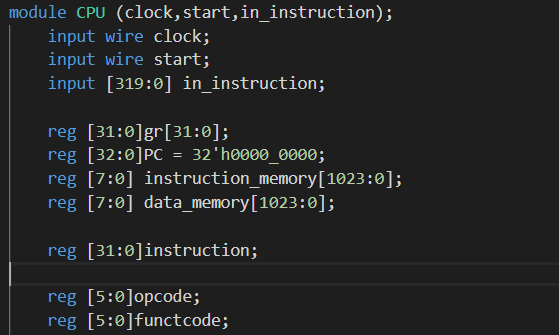 module CPU (clock,start,in_instruction);
    input wire clock;
    input wire start;
    input [319:0] in_instruction;
    reg [31:0]gr[31:0];
    reg [32:0]PC = 32'h0000_0000;
    reg [7:0] instruction_memory[1023:0];
    reg [7:0] data_memory[1023:0];
    reg [31:0]instruction;
    reg [5:0]opcode;
    reg [5:0]functcode;